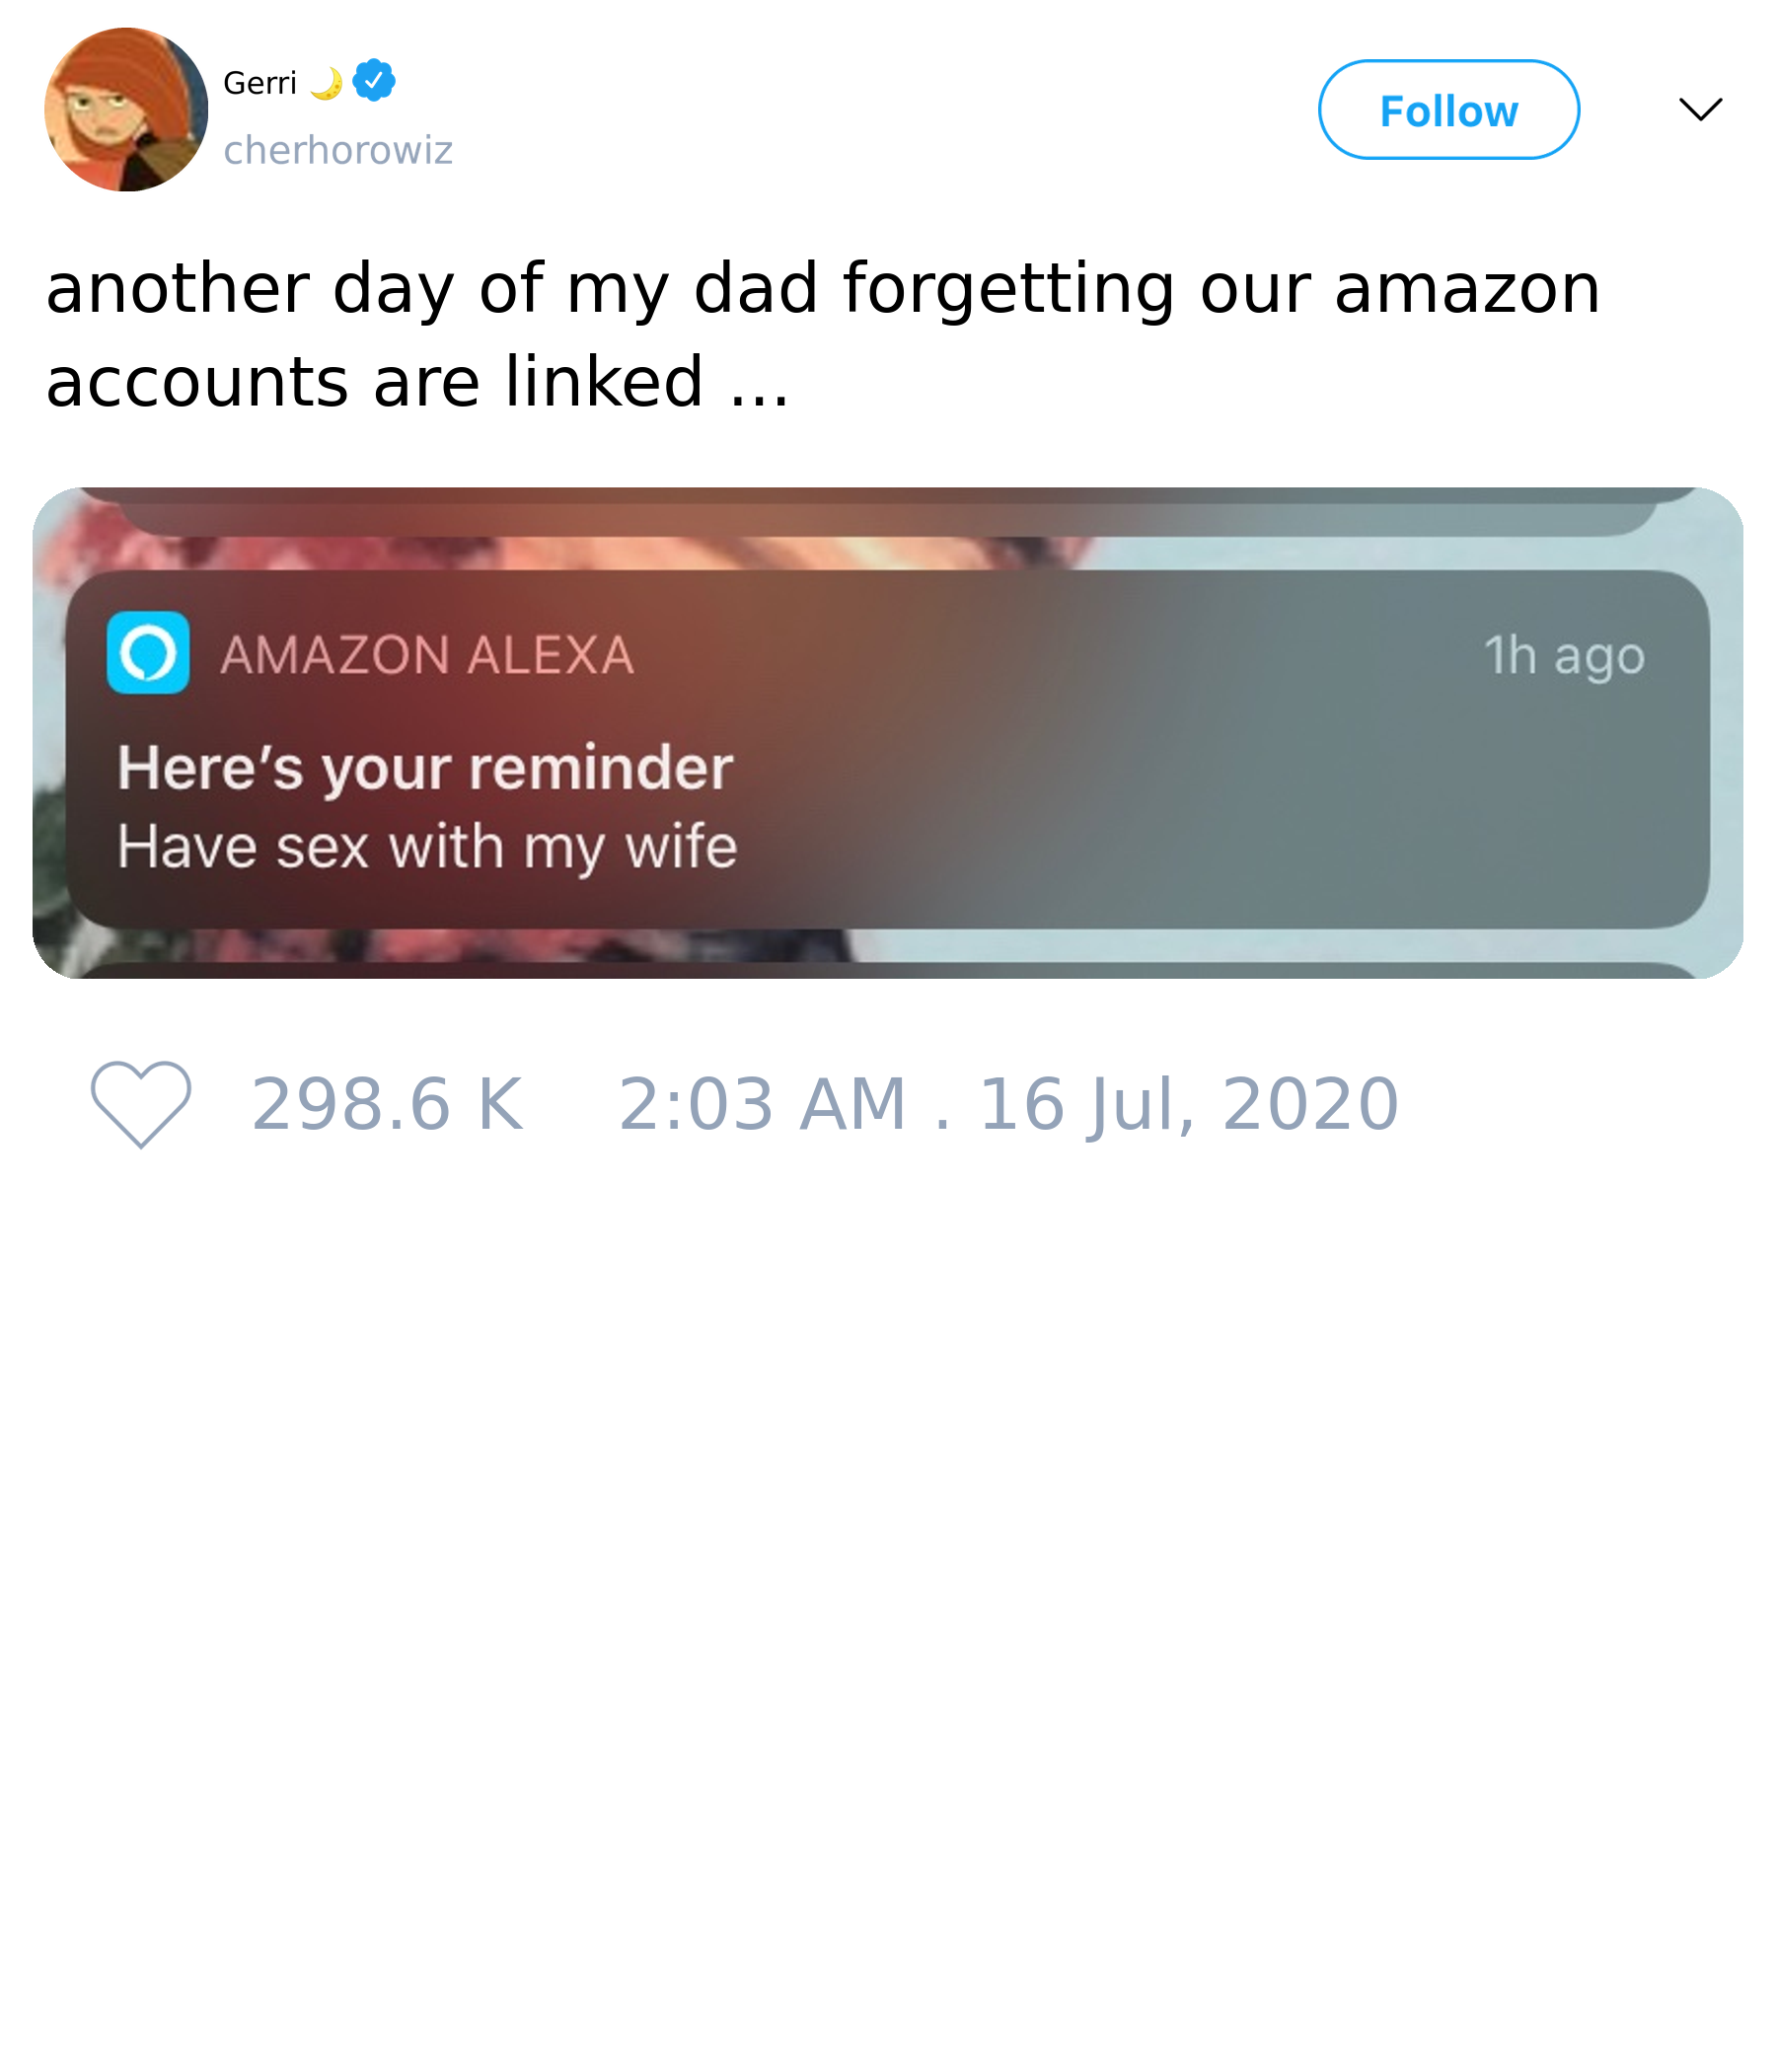 Gerri 🌙
cherhorowiz
Follow
another day of my dad forgetting our amazon
accounts are linked ...
AMAZON ALEXA
1h ago
Here’s your reminder
Have sex with my wife
298.6 K
2:03 AM . 16 Jul, 2020